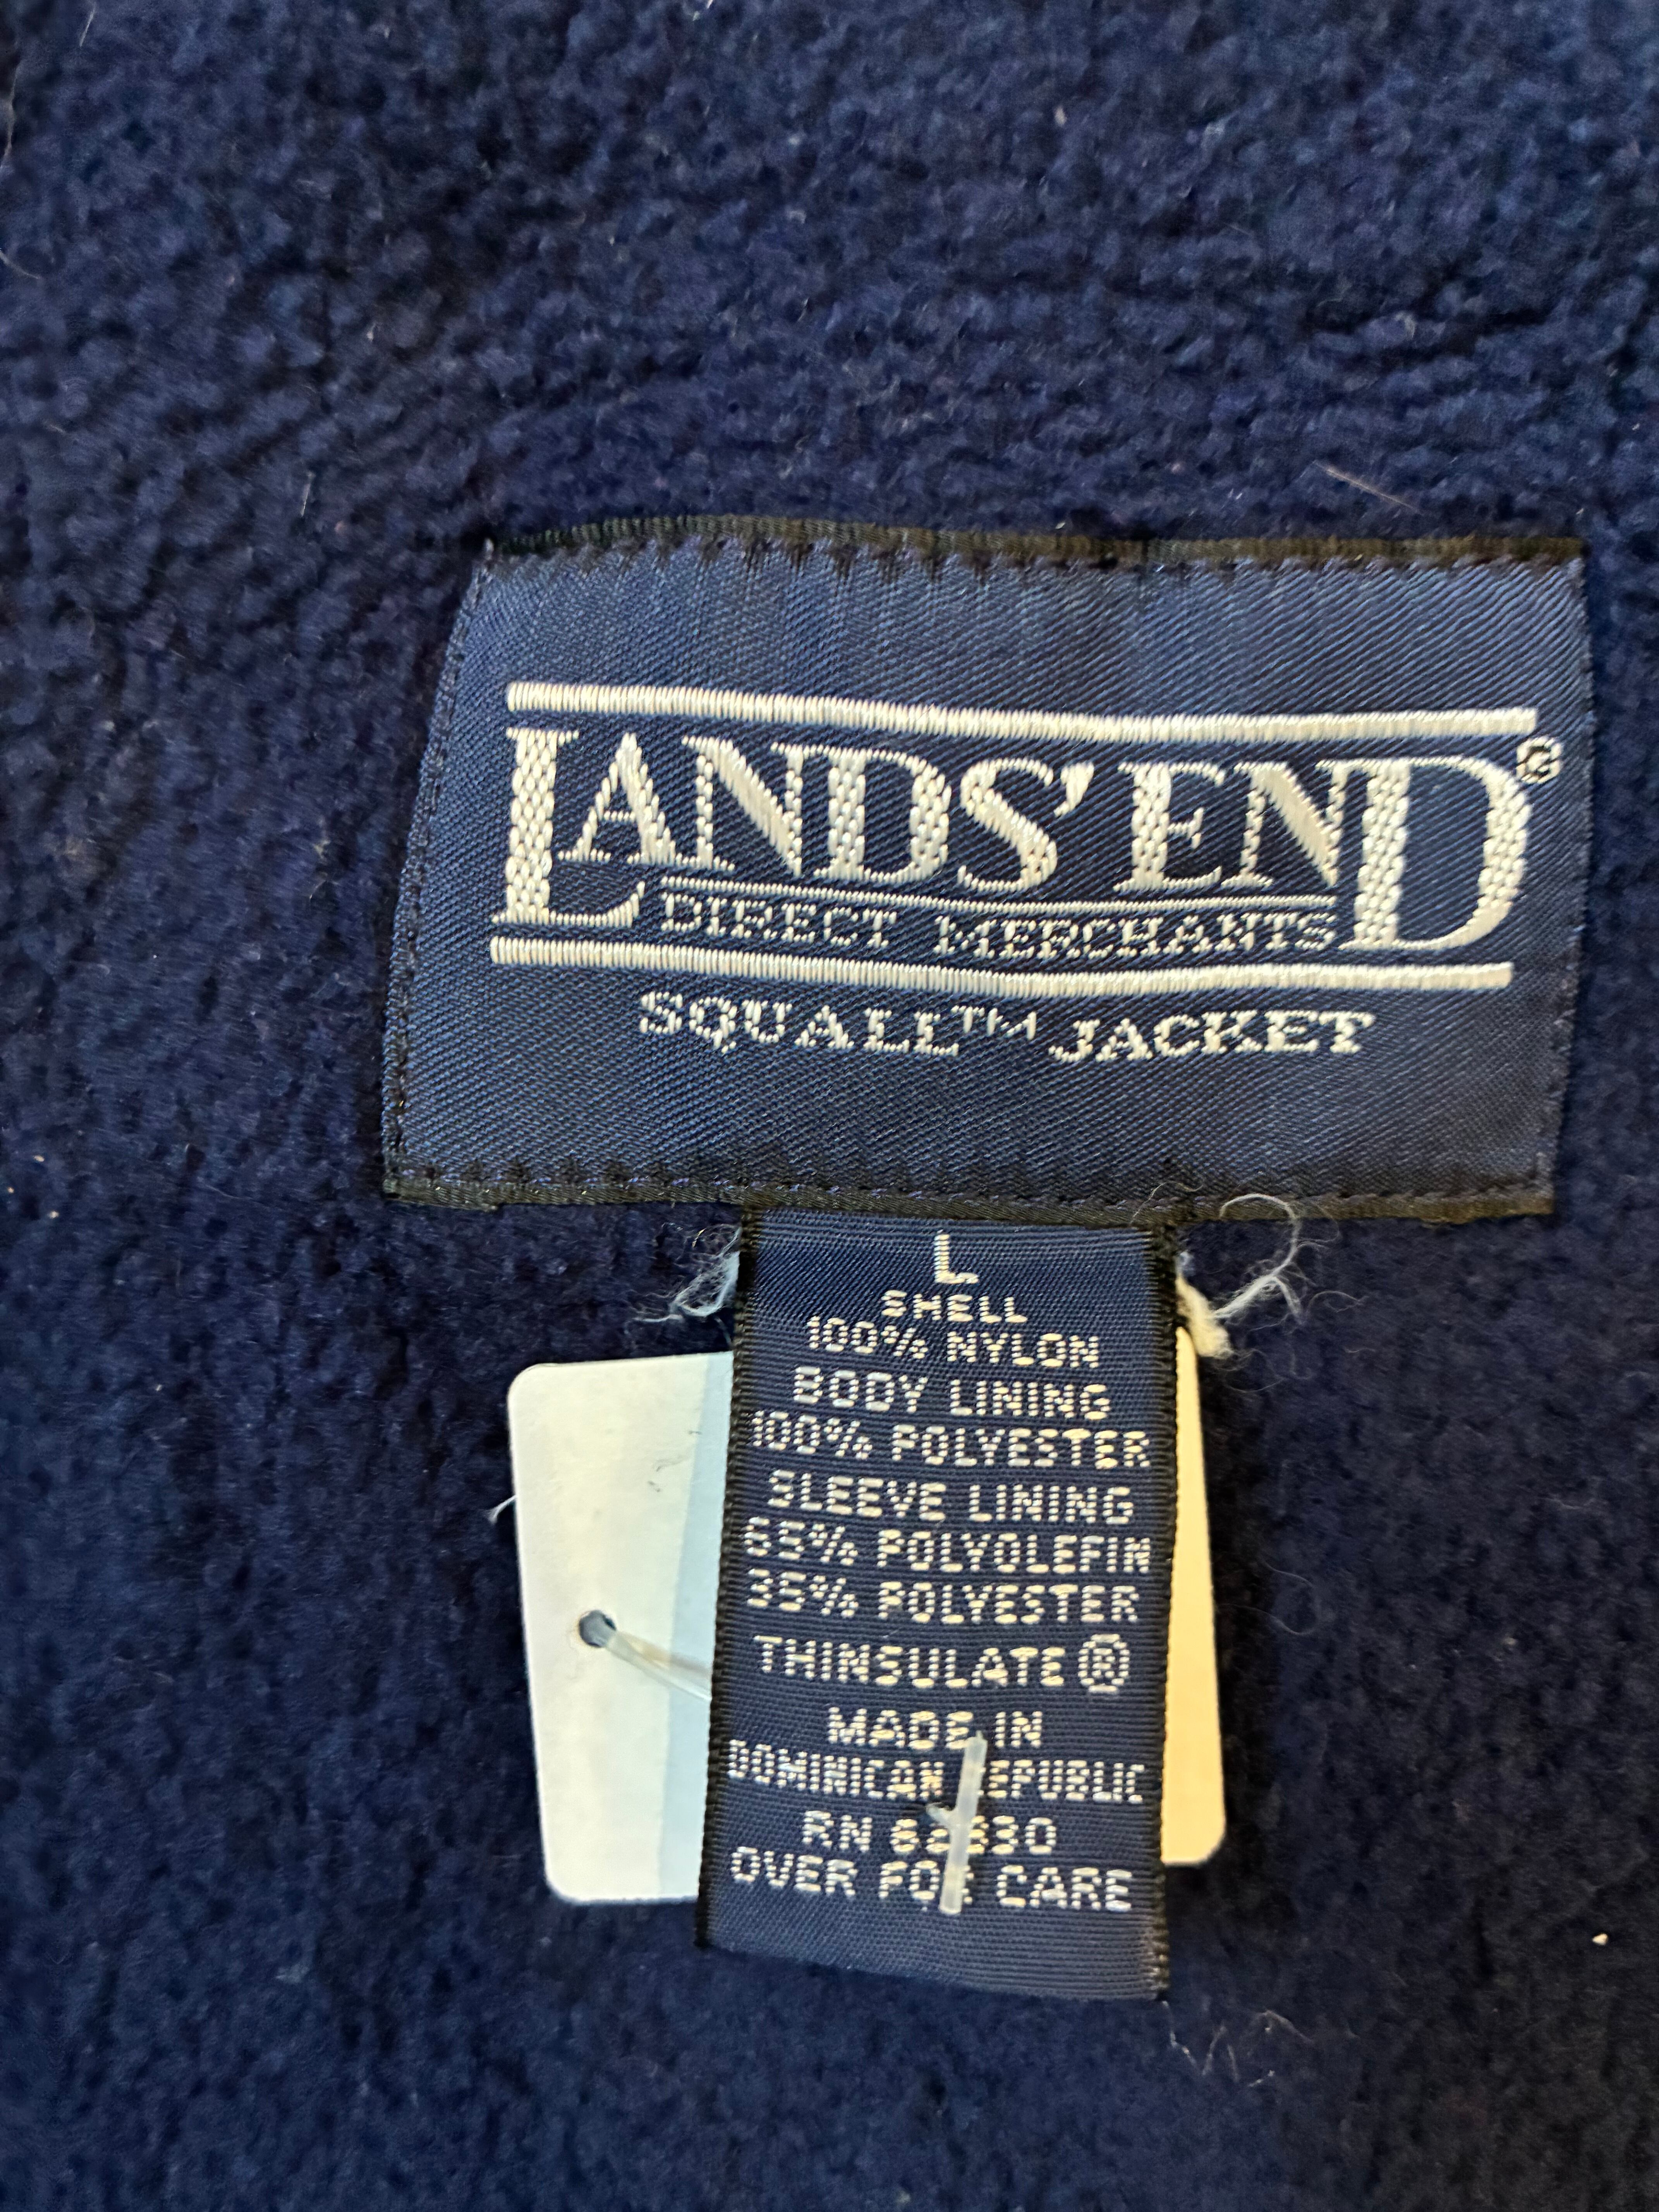 LANDS' END®
DIRECT MERCHANTS
SQUALL™ JACKET
L
SHELL
100% NYLON
BODY LINING
100% POLYESTER
SLEEVE LINING
65% POLYOLEFIN
35% POLYESTER
THINSULATE®
MADE IN
DOMINICAN REPUBLIC
RN
OVER FOR CARE